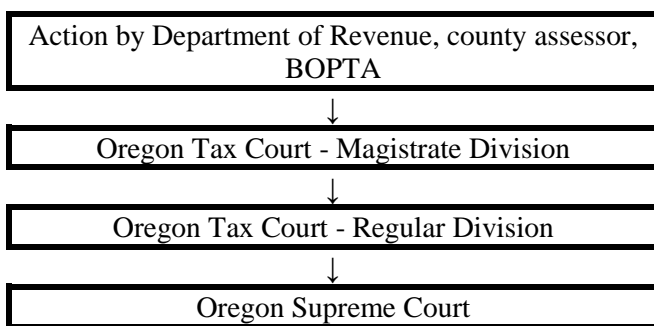 Action by Department of Revenue, county assessor,
BOPTA
↓
Oregon Tax Court - Magistrate Division
↓
Oregon Tax Court - Regular Division
↓
Oregon Supreme Court